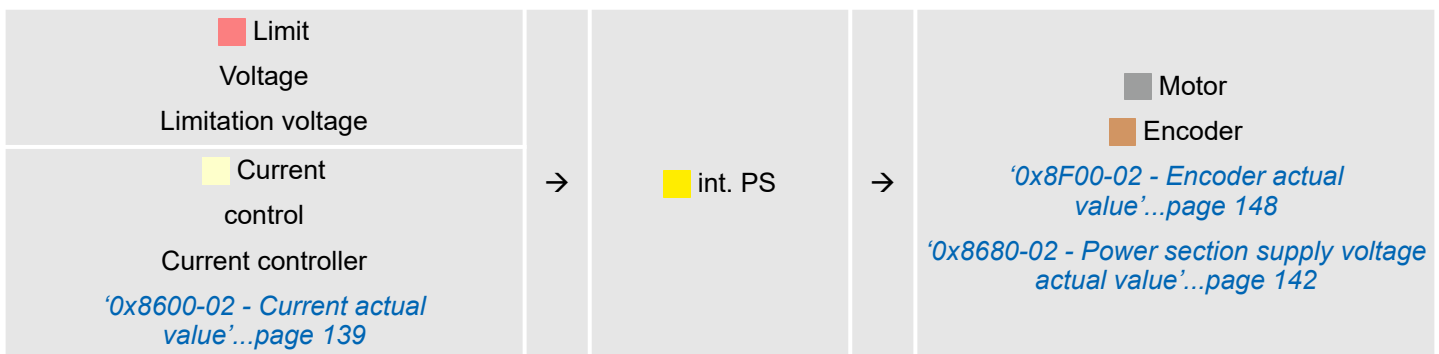 Limit
Voltage
Limitation voltage
Current
control
Current controller
'0x8600-02 - Current actual
value'...page 139
→
int. PS
→
Motor
Encoder
'0x8F00-02 - Encoder actual
value'...page 148
'0x8680-02 - Power section supply voltage
actual value'...page 142